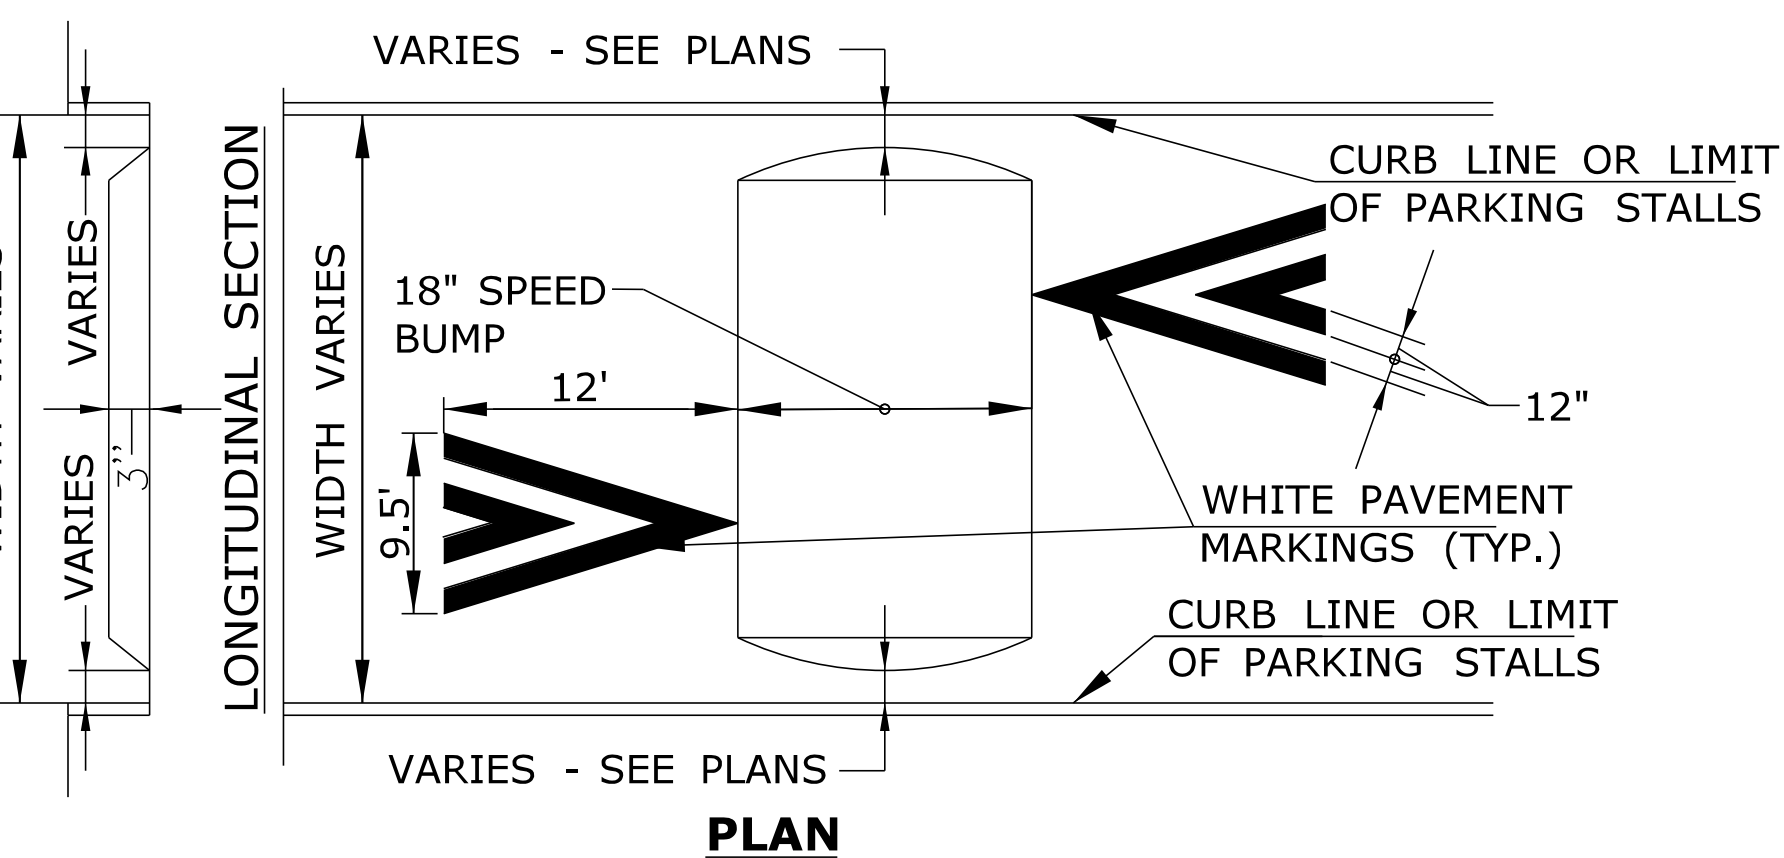 VARIES - SEE PLANS
CURB LINE OR LIMIT
OF PARKING STALLS
VARIES
VARIES
3''
LONGITUDINAL SECTION
WIDTH VARIES
18" SPEED
BUMP
12'
9.5'
12"
WHITE PAVEMENT
MARKINGS (TYP.)
CURB LINE OR LIMIT
OF PARKING STALLS
VARIES - SEE PLANS
PLAN